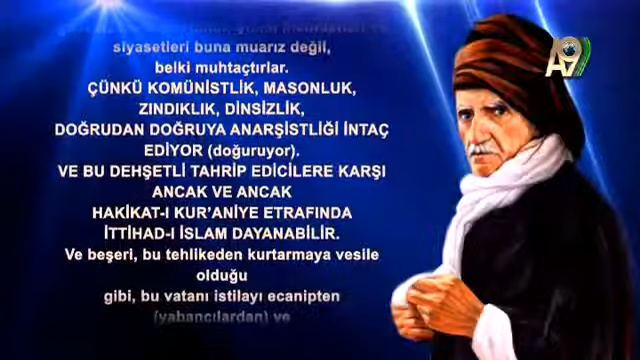 siyasetleri buna muarız değil,
belki muhtaçtırlar.
ÇÜNKÜ KOMÜNİSTLİK, MASONLUK,
ZINDIKLIK, DİNSİZLİK,
DOĞRUDAN DOĞRUYA ANARŞİSTLİĞİ İNTAÇ
EDİYOR (doğuruyor).
VE BU DEHŞETLİ TAHRİP EDİCİLERE KARŞI
ANCAK VE ANCAK
HAKİKAT-I KUR'ANİYE ETRAFINDA
İTTİHAD-I İSLAM DAYANABİLİR.
Ve beşeri, bu tehlikeden kurtarmaya vesile
olduğu
gibi, bu vatanı istilayı ecanipten
(yabancılardan) ve
A9